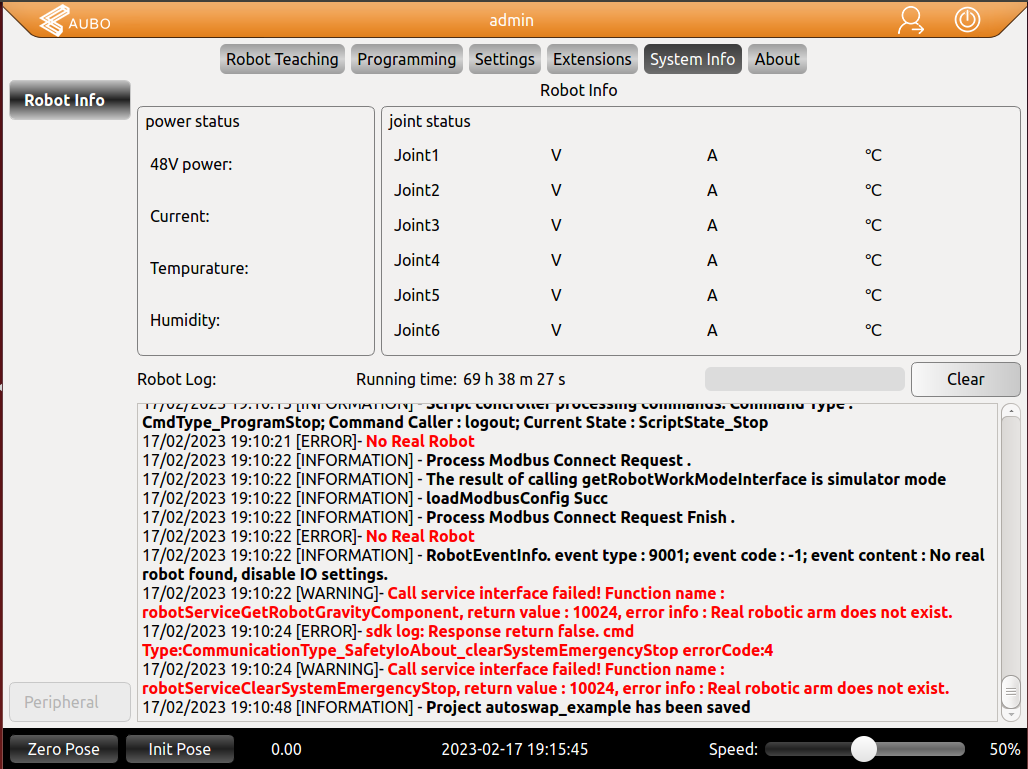 AUBO
admin
Robot Teaching Programming Settings Extensions System Info About
Robot Info
Robot Info
power status
48V power:
Current:
Tempurature:
Humidity:
joint status
Joint1 V A °C
Joint2 V A °C
Joint3 V A °C
Joint4 V A °C
Joint5 V A °C
Joint6 V A °C
Robot Log: Running time: 69 h 38 m 27 s Clear
[INFORMATION] - Script controller processing commands. Command Type :
CmdType_ProgramStop; Command Caller : logout; Current State : ScriptState_Stop
17/02/2023 19:10:21 [ERROR]- No Real Robot
17/02/2023 19:10:22 [INFORMATION] - Process Modbus Connect Request .
17/02/2023 19:10:22 [INFORMATION] - The result of calling getRobotWorkModeInterface is simulator mode
17/02/2023 19:10:22 [INFORMATION] - loadModbusConfig Succ
17/02/2023 19:10:22 [INFORMATION] - Process Modbus Connect Request Fnish .
17/02/2023 19:10:22 [ERROR]- No Real Robot
17/02/2023 19:10:22 [INFORMATION] - RobotEventInfo. event type : 9001; event code : -1; event content : No real
robot found, disable IO settings.
17/02/2023 19:10:22 [WARNING]- Call service interface failed! Function name :
robotServiceGetRobotGravityComponent, return value : 10024, error info : Real robotic arm does not exist.
17/02/2023 19:10:24 [ERROR]- sdk log: Response return false. cmd
Type:CommunicationType_SafetyIoAbout_clearSystemEmergencyStop errorCode:4
17/02/2023 19:10:24 [WARNING]- Call service interface failed! Function name :
robotServiceClearSystemEmergencyStop, return value : 10024, error info : Real robotic arm does not exist.
17/02/2023 19:10:48 [INFORMATION] - Project autoswap_example has been saved
Peripheral
Zero Pose Init Pose 0.00 2023-02-17 19:15:45 Speed: 50%